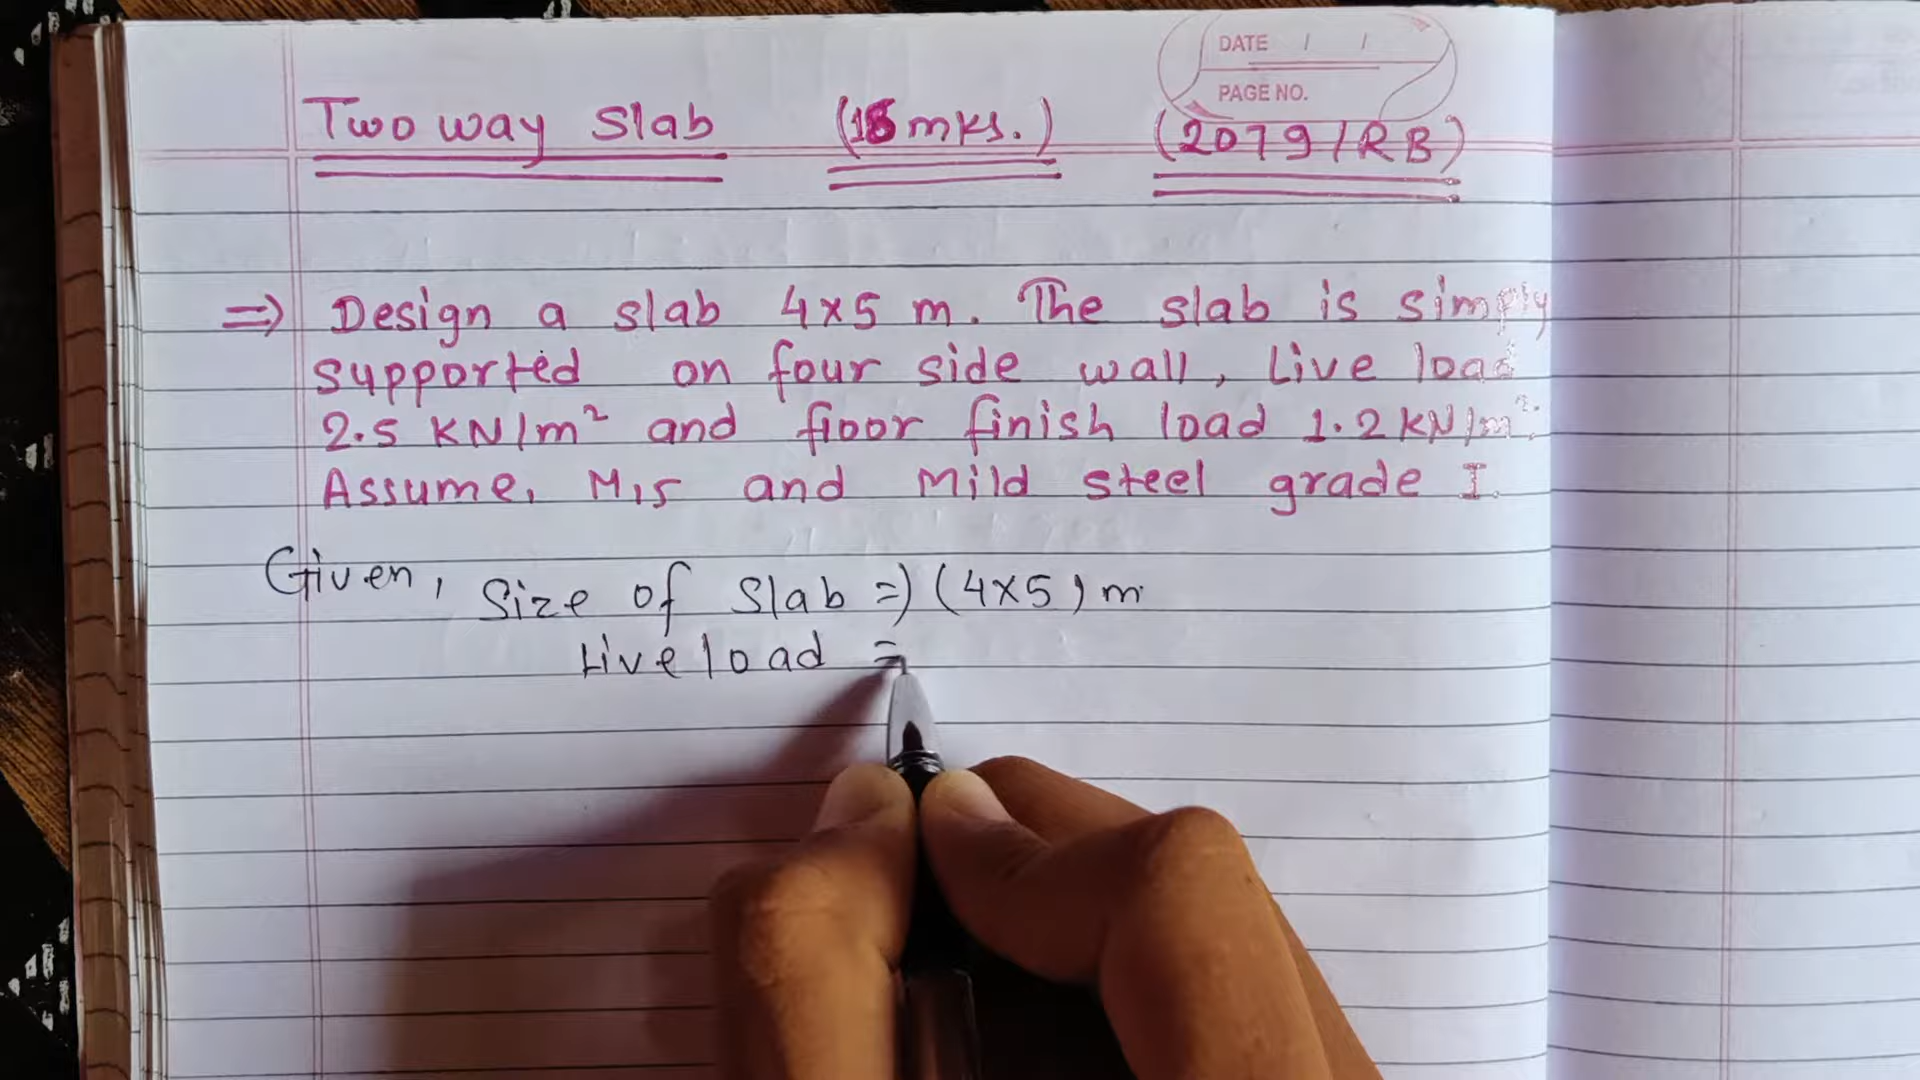 DATE / /
PAGE NO.
Two way Slab (18 mks.) (2079/RB)
=) Design a slab 4x5 m. The slab is simply
supported on four side wall, Live load
2.5 KN/m² and floor finish load 1.2 KN/m².
Assume, M15 and Mild steel grade I.
Given, Size of Slab =) (4x5) m
Live load =